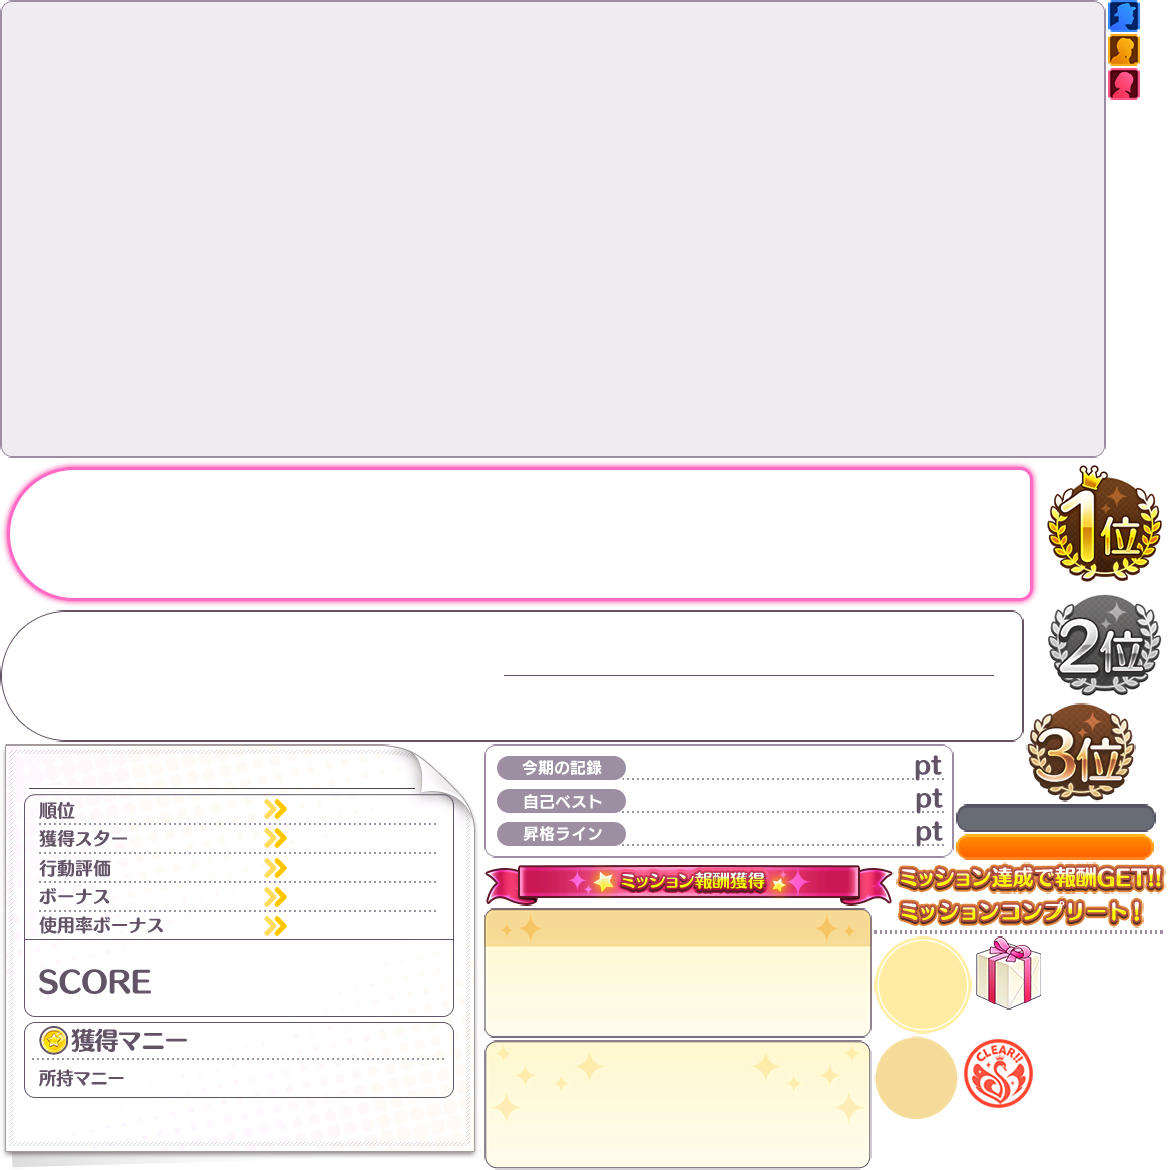 1位
2位
3位
順位
獲得スター
行動評価
ボーナス
使用率ボーナス
SCORE
獲得マニー
所持マニー
今期の記録 pt
自己ベスト pt
昇格ライン pt
ミッション報酬獲得
ミッション達成で報酬GET!!
ミッションコンプリート!
CLEAR!!